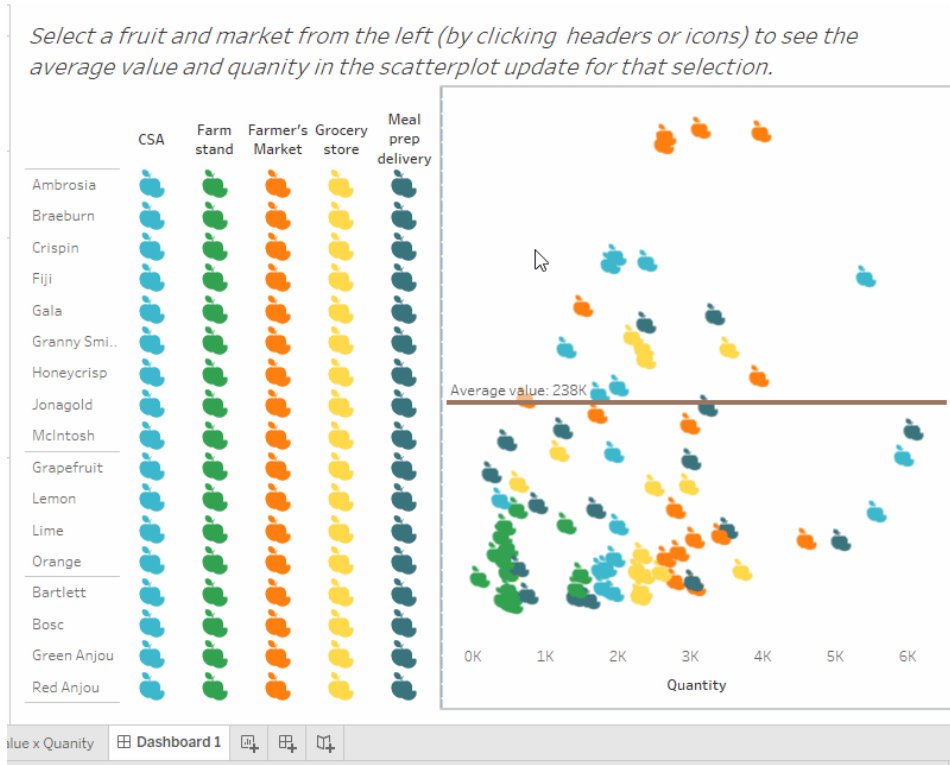 Select a fruit and market from the left (by clicking headers or icons) to see the
average value and quanity in the scatterplot update for that selection.
CSA
Farm
stand
Farmer's
Market
Grocery
store
Meal
prep
delivery
Ambrosia
Braeburn
Crispin
Fiji
Gala
Granny Smi..
Honeycrisp
Jonagold
McIntosh
Grapefruit
Lemon
Lime
Orange
Bartlett
Bosc
Green Anjou
Red Anjou
Average value: 238K
0K 1K 2K 3K 4K 5K 6K
Quantity
alue x Quanity
Dashboard 1